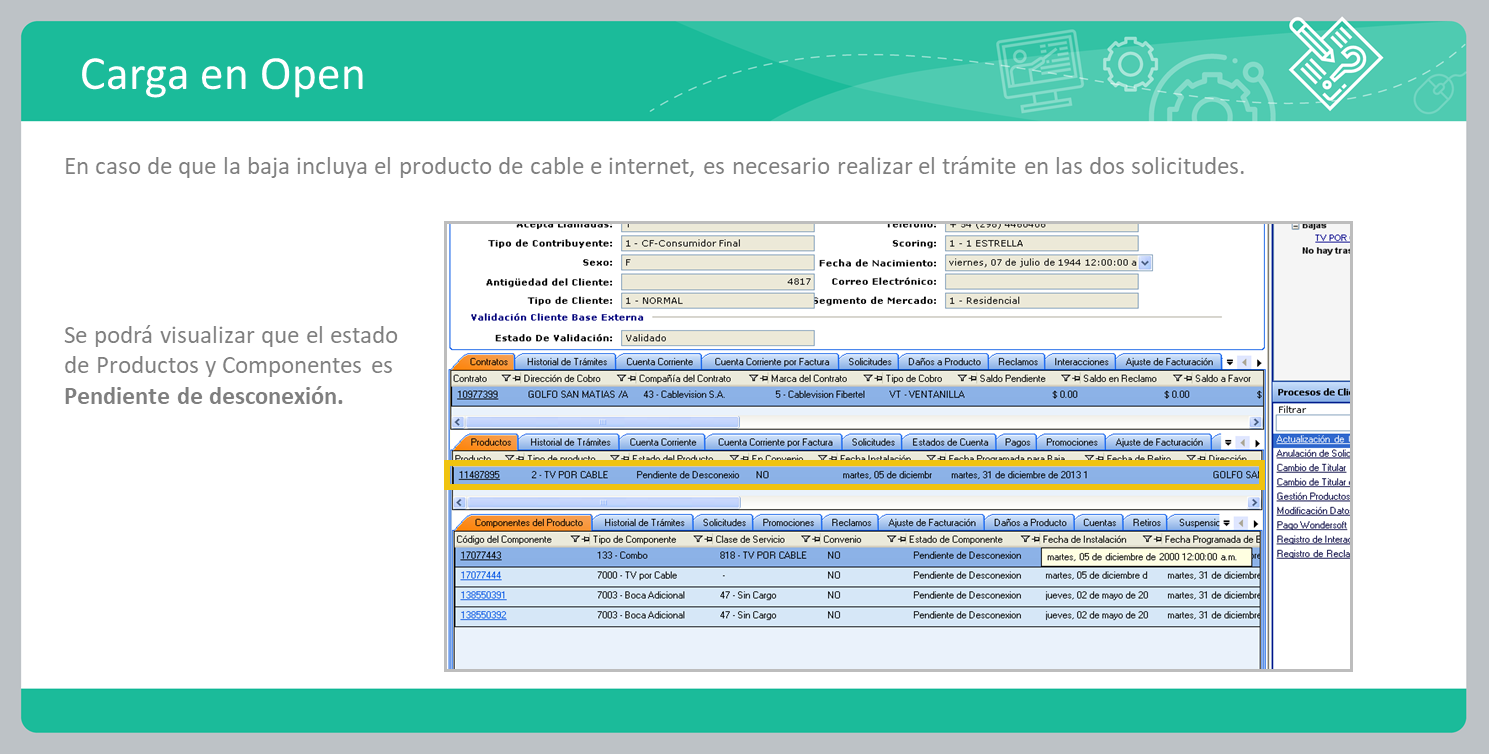 Carga en Open
En caso de que la baja incluya el producto de cable e internet, es necesario realizar el trámite en las dos solicitudes.
Se podrá visualizar que el estado
de Productos y Componentes es
Pendiente de desconexión.
Acepta Llamadas: Teléfono:
Bajas
Tipo de Contribuyente: 1 - CF-Consumidor Final Scoring: 1 - 1 ESTRELLA
TV POR
No hay tras
Sexo: F Fecha de Nacimiento: viernes, 07 de julio de 1944 12:00:00 a
Antigüedad del Cliente: 4817 Correo Electrónico:
Tipo de Cliente: 1 - NORMAL Segmento de Mercado: 1 - Residencial
Validación Cliente Base Externa
Estado De Validación: Validado
Contratos Historial de Trámites Cuenta Corriente Cuenta Corriente por Factura Solicitudes Daños a Producto Reclamos Interacciones Ajuste de Facturación
Contrato Dirección de Cobro Compañía del Contrato Marca del Contrato Tipo de Cobro Saldo Pendiente Saldo en Reclamo Saldo a Favor
10977399 GOLFO SAN MATIAS /A 43 - Cablevision S.A. 5 - Cablevision Fibertel VT - VENTANILLA $ 0.00 $ 0.00 $
Productos Historial de Trámites Cuenta Corriente Cuenta Corriente por Factura Solicitudes Estados de Cuenta Pagos Promociones Ajuste de Facturación
Producto Tipo de producto Estado del Producto En Convenio Fecha Instalación Fecha Programada para Baja Fecha de Retiro Dirección
11487895 2 - TV POR CABLE Pendiente de Desconexio NO martes, 05 de diciembr martes, 31 de diciembre de 2013 1 GOLFO SAN
Componentes del Producto Historial de Trámites Solicitudes Promociones Reclamos Ajuste de Facturación Daños a Producto Cuentas Retiros Suspensic
Código del Componente Tipo de Componente Clase de Servicio Convenio Estado de Componente Fecha de Instalación Fecha Programada de B
17077443 133 - Combo 818 - TV POR CABLE NO Pendiente de Desconexion martes, 05 de diciembre de 2000 12:00:00 a.m.
17077444 7000 - TV por Cable - NO Pendiente de Desconexion martes, 05 de diciembre d martes, 31 de diciembre
138550391 7003 - Boca Adicional 47 - Sin Cargo NO Pendiente de Desconexion jueves, 02 de mayo de 20 martes, 31 de diciembre
138550392 7003 - Boca Adicional 47 - Sin Cargo NO Pendiente de Desconexion jueves, 02 de mayo de 20 martes, 31 de diciembre
Procesos de Cli
Filtrar
Actualización de
Anulación de Solic
Cambio de Titular
Cambio de Titular
Gestión Productos
Modificación Dato
Pago Wondersoft
Registro de Interac
Registro de Recla